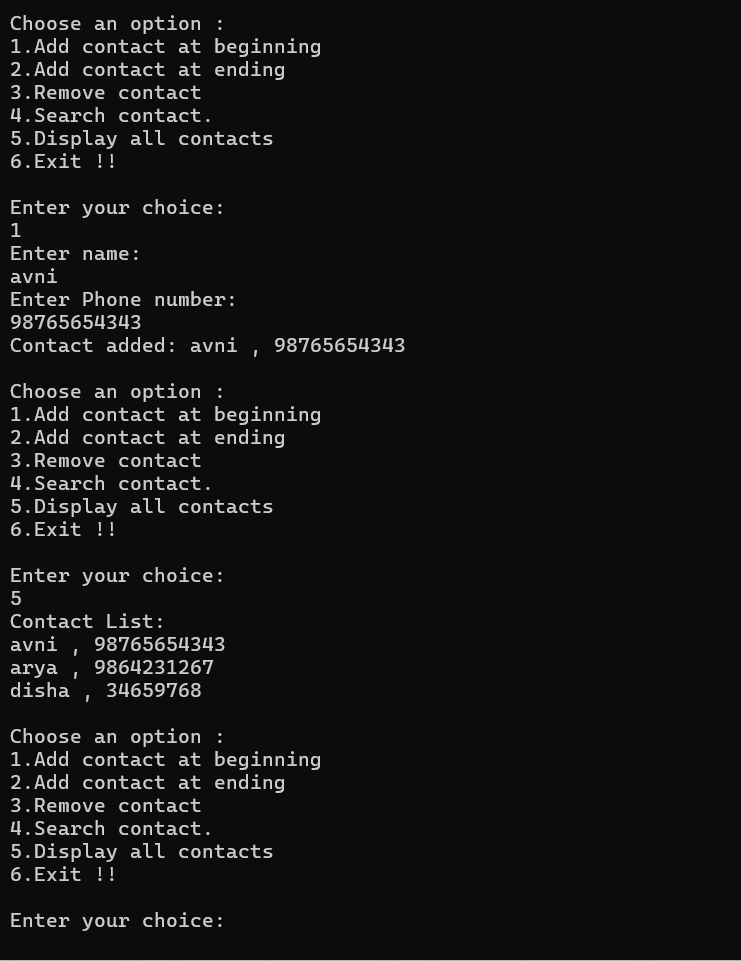 Choose an option :
1.Add contact at beginning
2.Add contact at ending
3.Remove contact
4.Search contact.
5.Display all contacts
6.Exit !!
Enter your choice:
1
Enter name:
avni
Enter Phone number:
98765654343
Contact added: avni , 98765654343
Choose an option :
1.Add contact at beginning
2.Add contact at ending
3.Remove contact
4.Search contact.
5.Display all contacts
6.Exit !!
Enter your choice:
5
Contact List:
avni , 98765654343
arya , 9864231267
disha , 34659768
Choose an option :
1.Add contact at beginning
2.Add contact at ending
3.Remove contact
4.Search contact.
5.Display all contacts
6.Exit !!
Enter your choice: